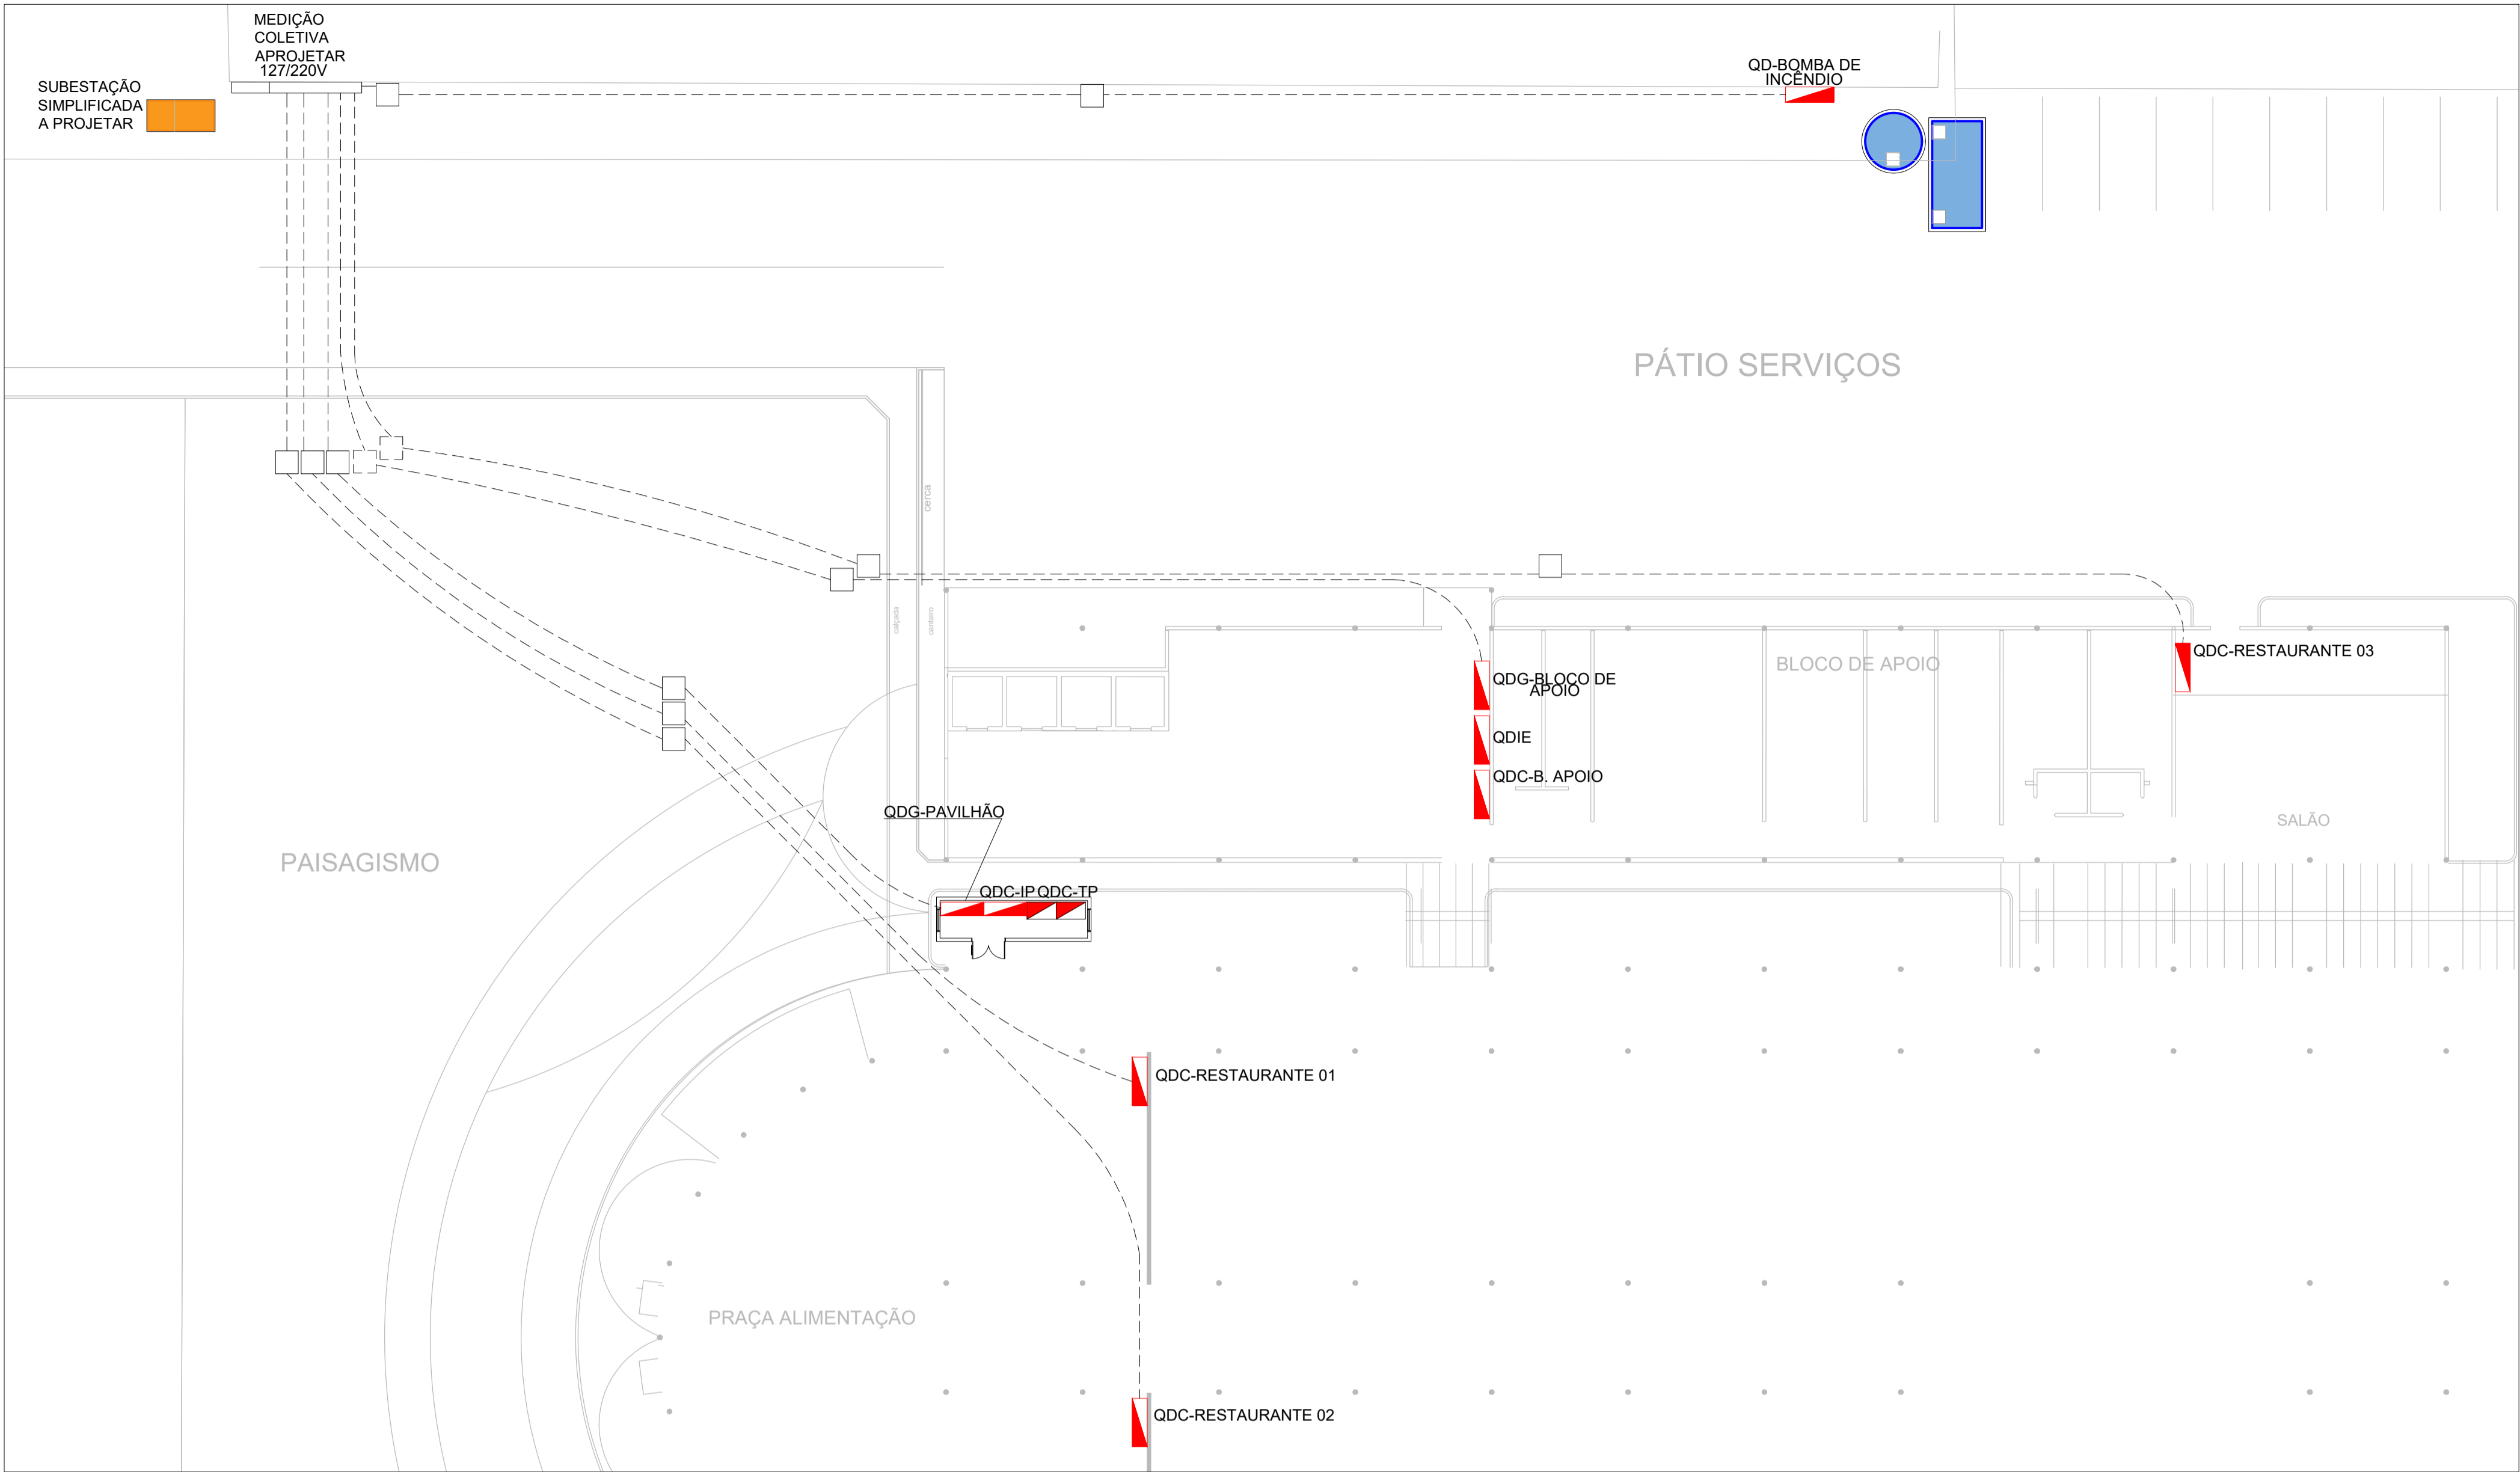 MEDIÇÃO
COLETIVA
APROJETAR
127/220V
SUBESTAÇÃO
SIMPLIFICADA
A PROJETAR
QD-BOMBA DE
INCÊNDIO
PÁTIO SERVIÇOS
cerca
calçada
canteiro
QDG-BLOCO DE
APOIO
BLOCO DE APOIO
QDC-RESTAURANTE 03
QDIE
QDC-B. APOIO
QDG-PAVILHÃO
SALÃO
PAISAGISMO
QDC-IP
QDC-TP
QDC-RESTAURANTE 01
PRAÇA ALIMENTAÇÃO
QDC-RESTAURANTE 02